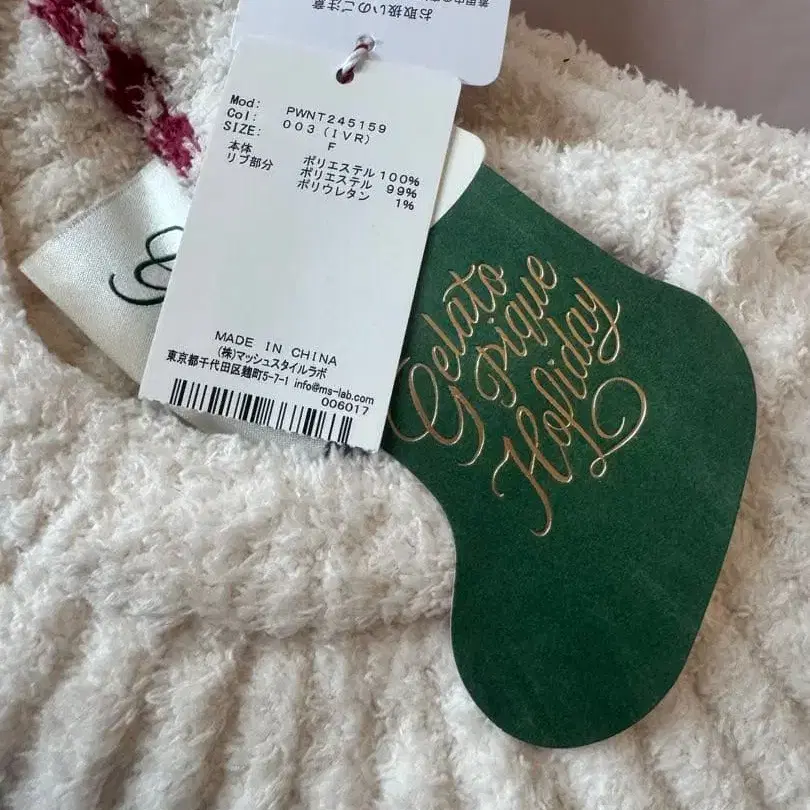 お取扱いのご注意
Mod: PWNT245159
Col: 003 (IVR)
SIZE: F
本体 ポリエステル 100%
リブ部分 ポリエステル 99%
ポリウレタン 1%
MADE IN CHINA
(株)マッシュスタイルラボ
東京都千代田区麹町5-7-1 info@ms-lab.com
006017
Gelato
Pique
Holiday